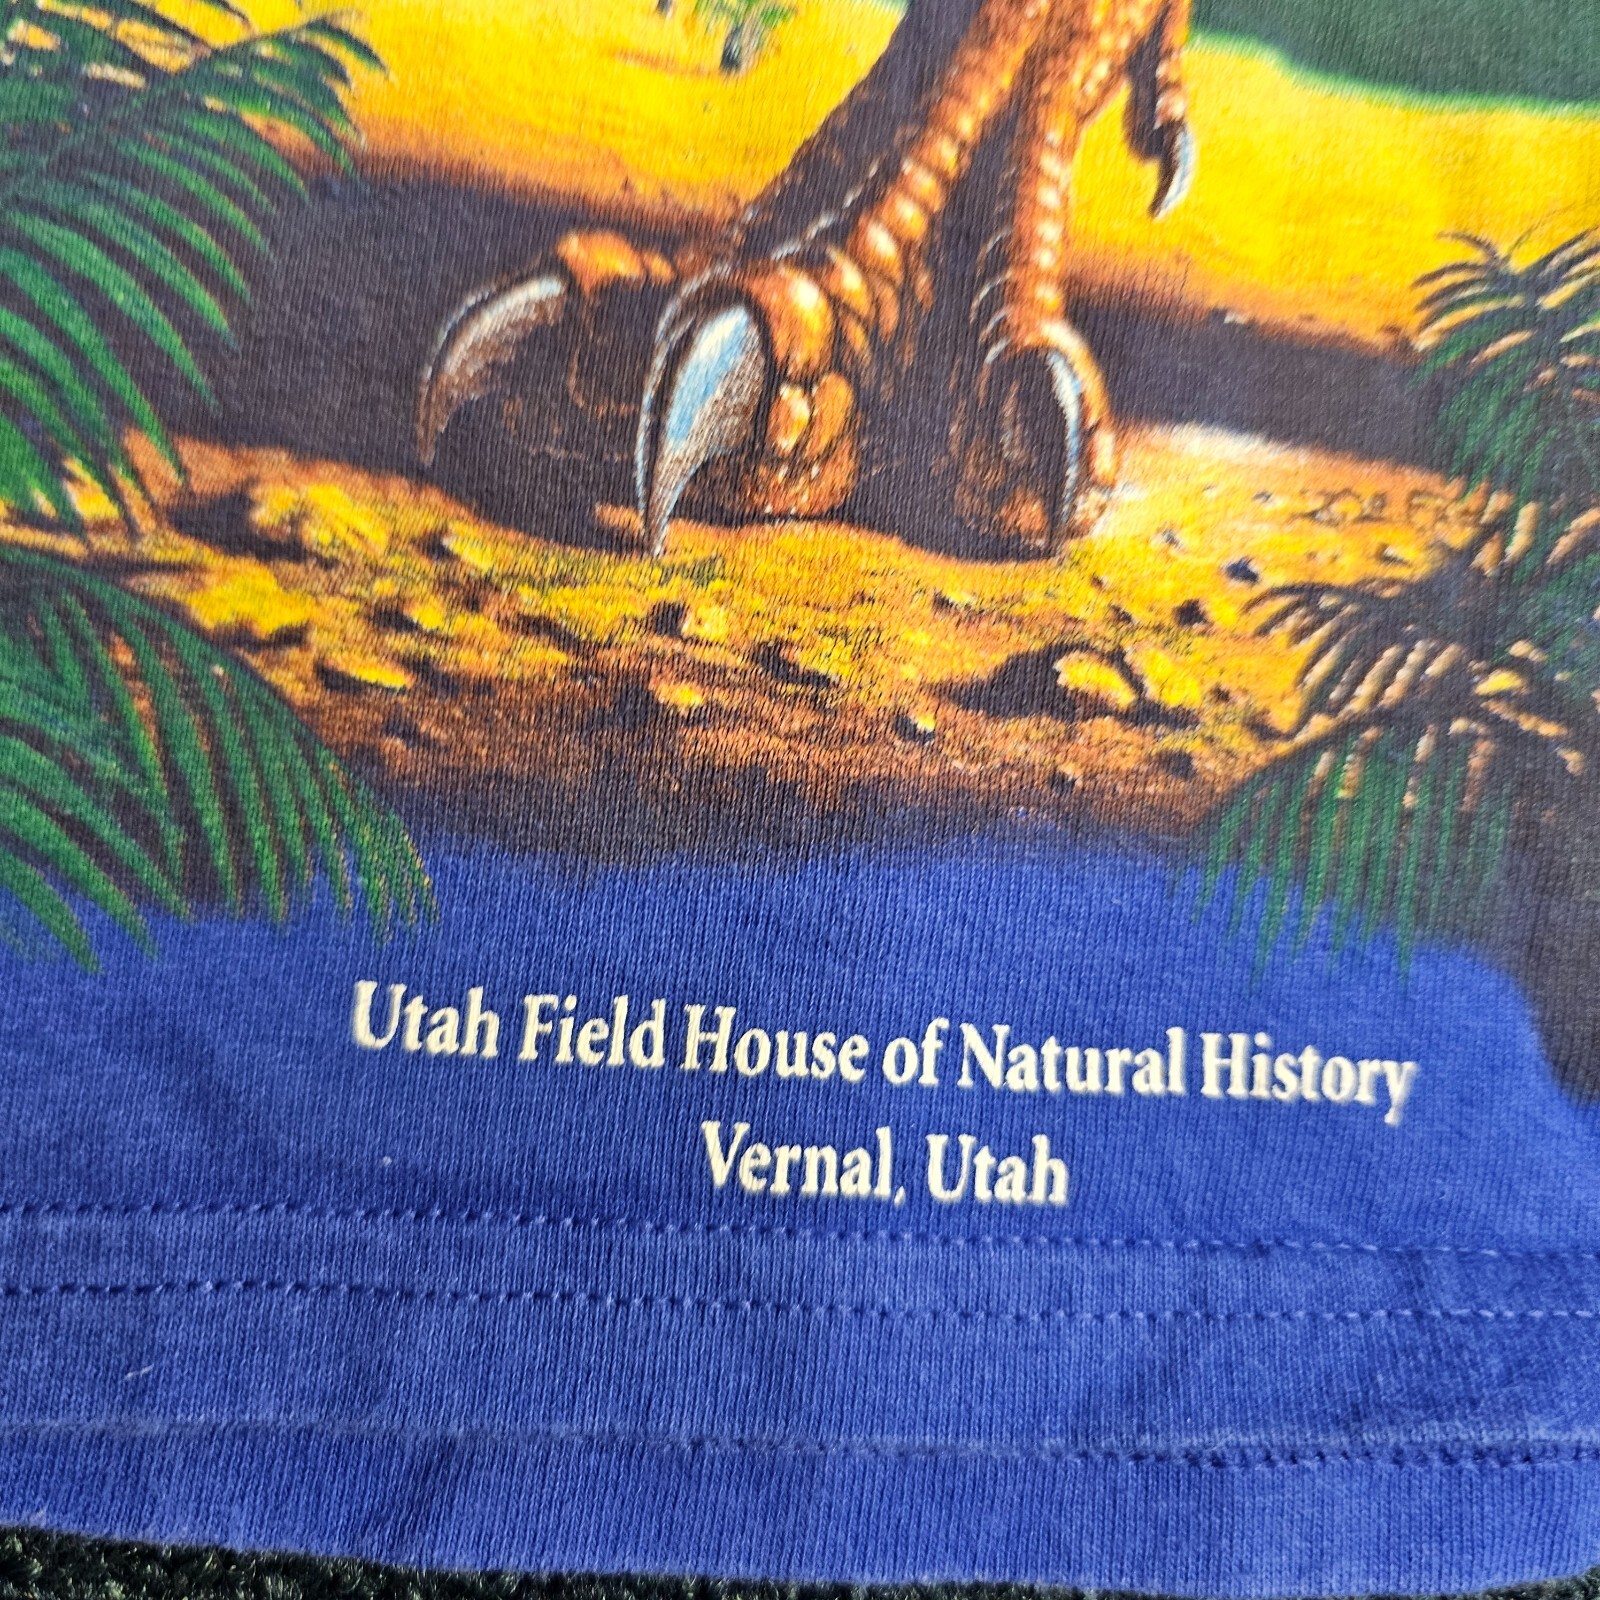 Utah Field House of Natural History
Vernal, Utah